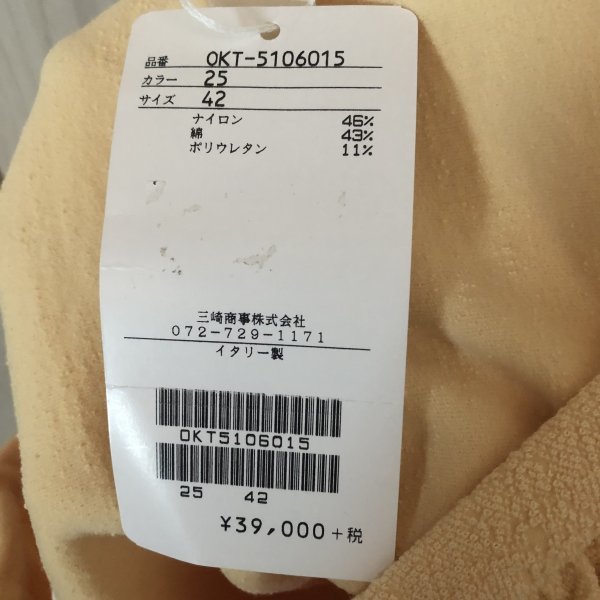 品番 OKT-5106015
カラー 25
サイズ 42
ナイロン 46%
綿 43%
ポリウレタン 11%
三崎商事株式会社
072-729-1171
イタリー製
OKT5106015
25 42
¥39,000+税